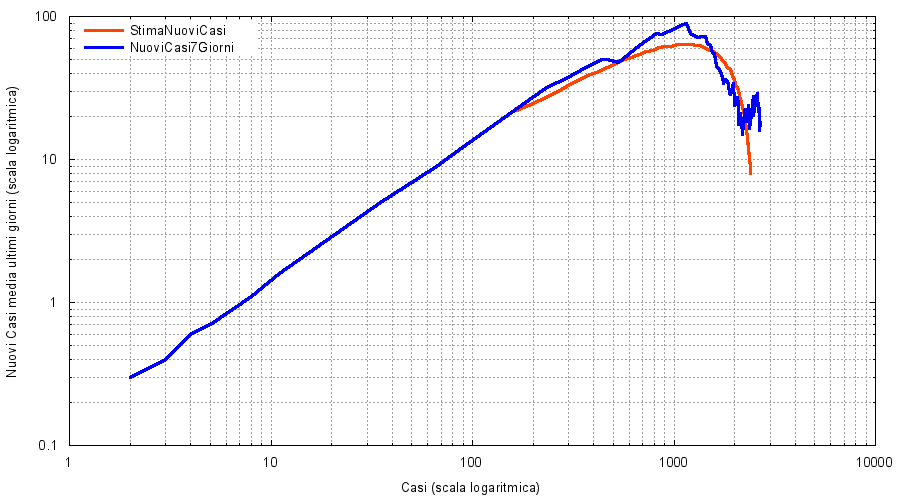 100
StimaNuoviCasi
NuoviCasi7Giorni
10
1
0.1
Nuovi Casi media ultimi giorni (scala logaritmica)
1 10 100 1000 10000
Casi (scala logaritmica)